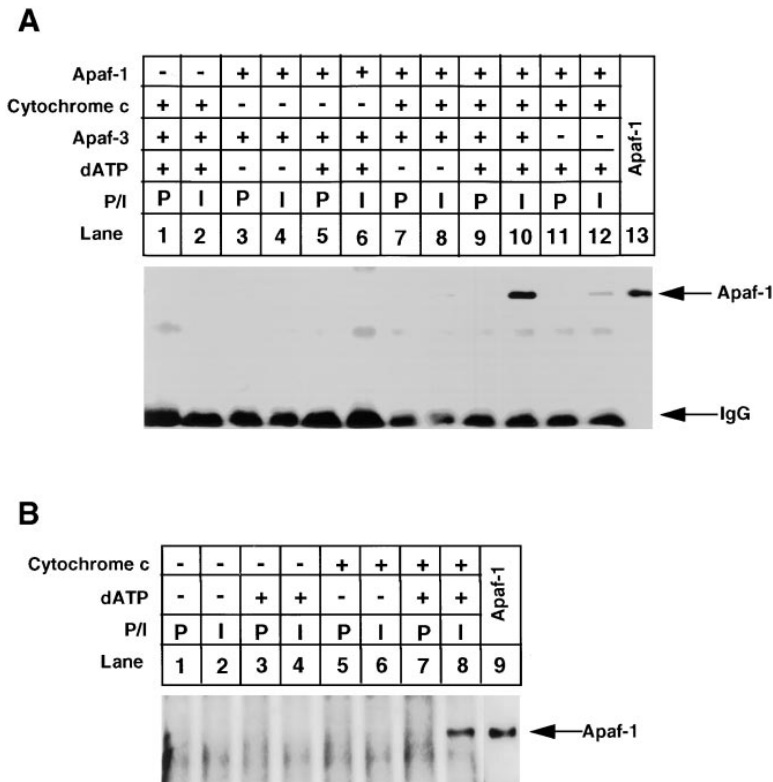 A
Apaf-1 - - + + + + + + + + + + Apaf-1
Cytochrome c + + - - - - + + + + + +
Apaf-3 + + + + + + + + + + - -
dATP + + - - + + - - + + + +
P/I P I P I P I P I P I P I
Lane 1 2 3 4 5 6 7 8 9 10 11 12 13
Apaf-1
IgG
B
Cytochrome c - - - - + + + + Apaf-1
dATP - - + + - - + +
P/I P I P I P I P I
Lane 1 2 3 4 5 6 7 8 9
Apaf-1